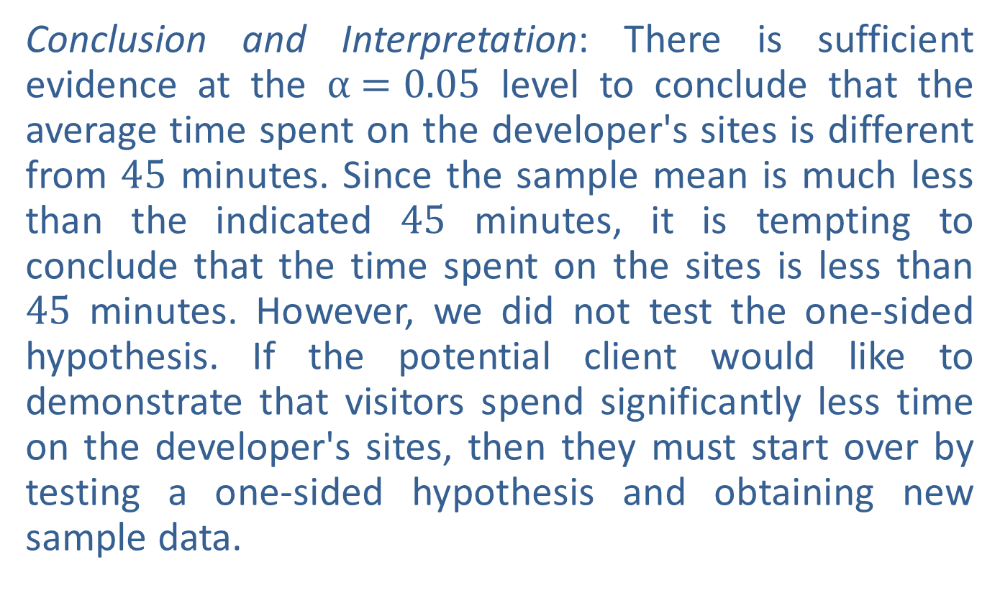 Conclusion and Interpretation: There is sufficient
evidence at the α = 0.05 level to conclude that the
average time spent on the developer's sites is different
from 45 minutes. Since the sample mean is much less
than the indicated 45 minutes, it is tempting to
conclude that the time spent on the sites is less than
45 minutes. However, we did not test the one-sided
hypothesis. If the potential client would like to
demonstrate that visitors spend significantly less time
on the developer's sites, then they must start over by
testing a one-sided hypothesis and obtaining new
sample data.